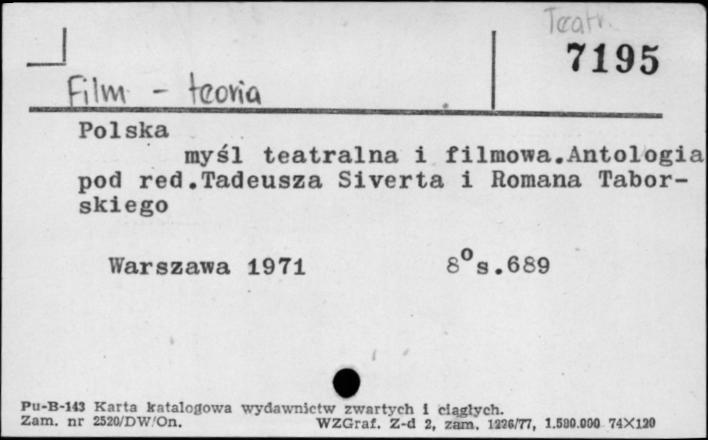 Teatr.
7195
Film - teoria
Polska
myśl teatralna i filmowa.Antologia
pod red.Tadeusza Siverta i Romana Tabor-
skiego
Warszawa 1971 8° s.689
Pu-B-143 Karta katalogowa wydawnictw zwartych i ciągłych.
Zam. nr 2520/DW/On. WZGraf. Z-d 2, zam. 1226/77, 1.580.000 74X120